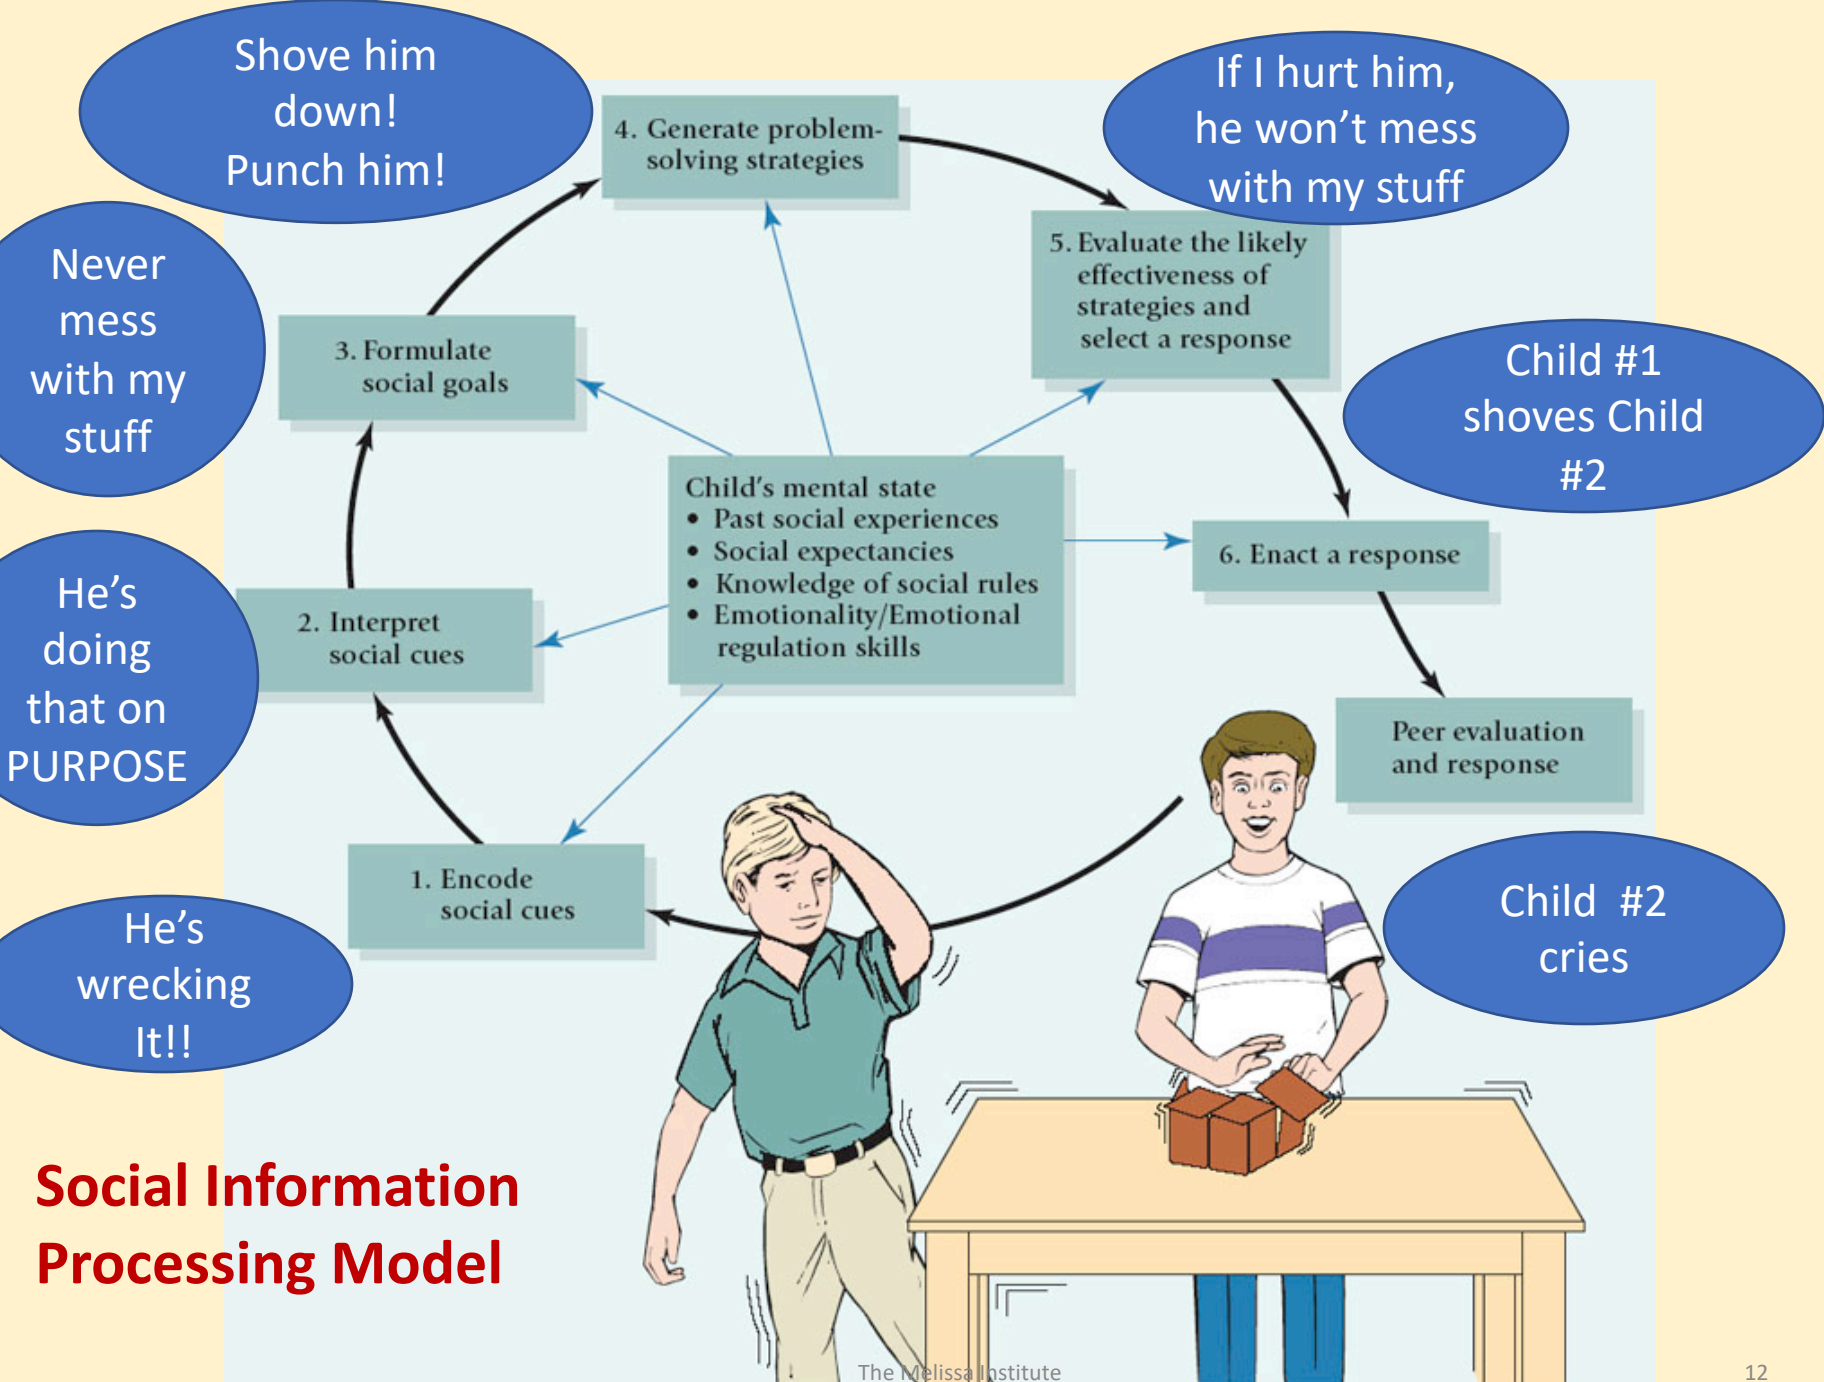 Shove him
down!
Punch him!
4. Generate problem-
solving strategies
If I hurt him,
he won't mess
with my stuff
5. Evaluate the likely
effectiveness of
strategies and
select a response
Never
mess
with my
stuff
3. Formulate
social goals
Child #1
shoves Child
#2
Child's mental state
• Past social experiences
• Social expectancies
• Knowledge of social rules
• Emotionality/Emotional
regulation skills
6. Enact a response
He's
doing
that on
PURPOSE
2. Interpret
social cues
Peer evaluation
and response
1. Encode
social cues
He's
wrecking
It!!
Child #2
cries
Social Information
Processing Model
The Melissa Institute
12